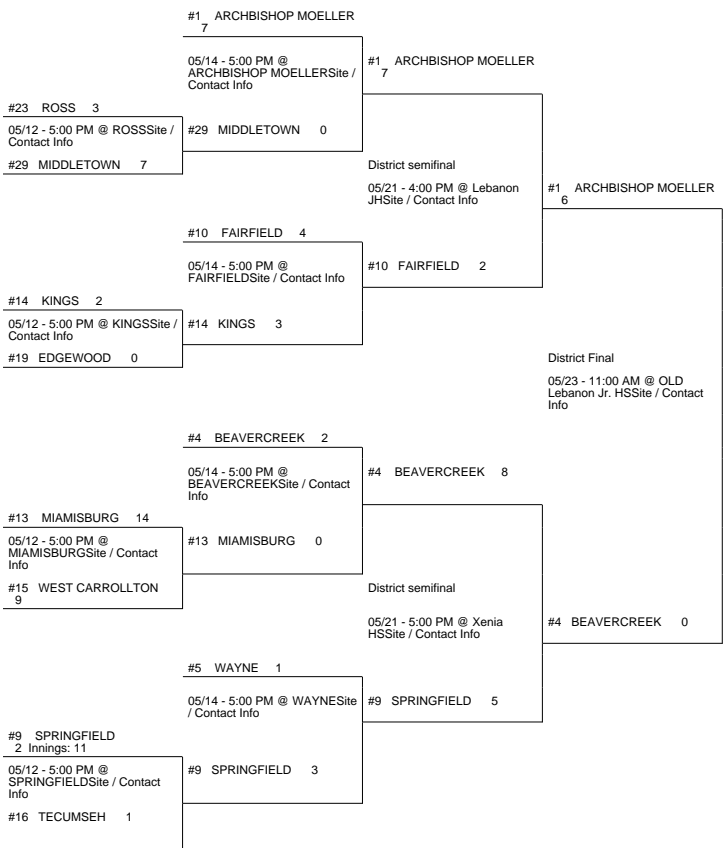 #1 ARCHBISHOP MOELLER
7
05/14 - 5:00 PM @
ARCHBISHOP MOELLERSite /
Contact Info
#1 ARCHBISHOP MOELLER
7
#23 ROSS 3
05/12 - 5:00 PM @ ROSSSite /
Contact Info
#29 MIDDLETOWN 0
#29 MIDDLETOWN 7
District semifinal
05/21 - 4:00 PM @ Lebanon
JHSite / Contact Info
#1 ARCHBISHOP MOELLER
6
#10 FAIRFIELD 4
05/14 - 5:00 PM @
FAIRFIELDSite / Contact Info
#10 FAIRFIELD 2
#14 KINGS 2
05/12 - 5:00 PM @ KINGSSite /
Contact Info
#14 KINGS 3
#19 EDGEWOOD 0
District Final
05/23 - 11:00 AM @ OLD
Lebanon Jr. HSSite / Contact
Info
#4 BEAVERCREEK 2
05/14 - 5:00 PM @
BEAVERCREEKSite / Contact
Info
#4 BEAVERCREEK 8
#13 MIAMISBURG 14
05/12 - 5:00 PM @
MIAMISBURGSite / Contact
Info
#13 MIAMISBURG 0
#15 WEST CARROLLTON
9
District semifinal
05/21 - 5:00 PM @ Xenia
HSSite / Contact Info
#4 BEAVERCREEK 0
#5 WAYNE 1
05/14 - 5:00 PM @ WAYNESite
/ Contact Info
#9 SPRINGFIELD 5
#9 SPRINGFIELD
2 Innings: 11
05/12 - 5:00 PM @
SPRINGFIELDSite / Contact
Info
#9 SPRINGFIELD 3
#16 TECUMSEH 1